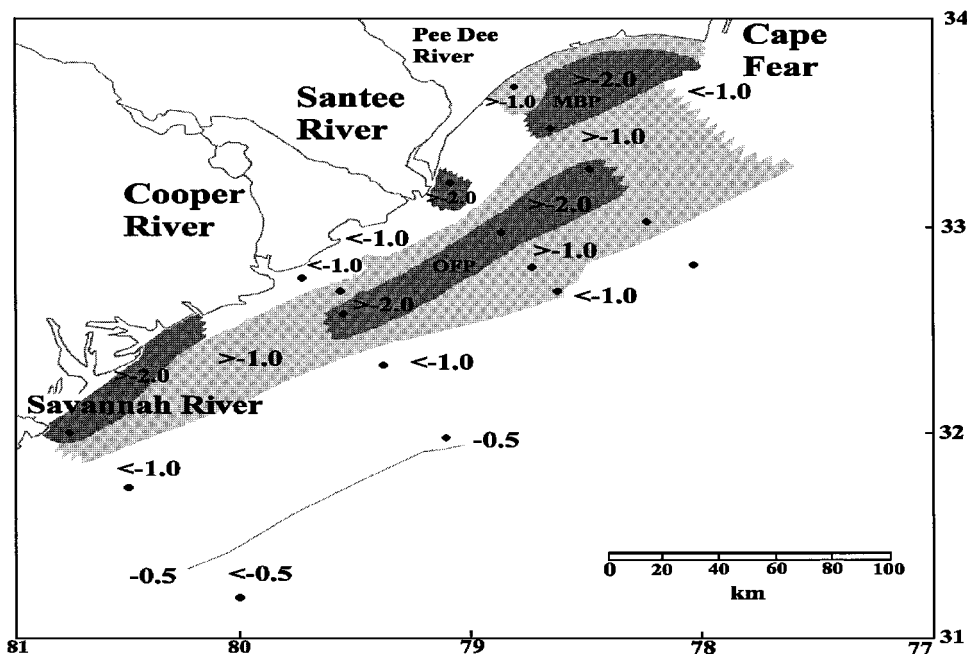 34
Pee Dee
River
Cape
Fear
Santee
River
>-2.0
MBP
>-1.0
<-1.0
>-1.0
Cooper
River
>-2.0
>-2.0
33
<-1.0
>-1.0
<-1.0
OFP
<-1.0
>-2.0
>-1.0
<-1.0
>-2.0
Savannah River
32
-0.5
<-1.0
-0.5
<-0.5
0 20 40 60 80 100
km
31
81 80 79 78 77